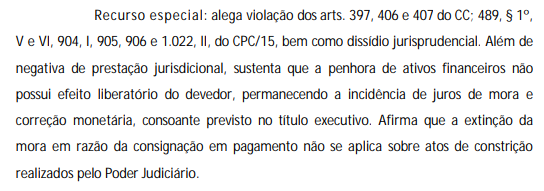 Recurso especial: alega violação dos arts. 397, 406 e 407 do CC; 489, § 1º,
V e VI, 904, I, 905, 906 e 1.022, II, do CPC/15, bem como dissídio jurisprudencial. Além de
negativa de prestação jurisdicional, sustenta que a penhora de ativos financeiros não
possui efeito liberatório do devedor, permanecendo a incidência de juros de mora e
correção monetária, consoante previsto no título executivo. Afirma que a extinção da
mora em razão da consignação em pagamento não se aplica sobre atos de constrição
realizados pelo Poder Judiciário.